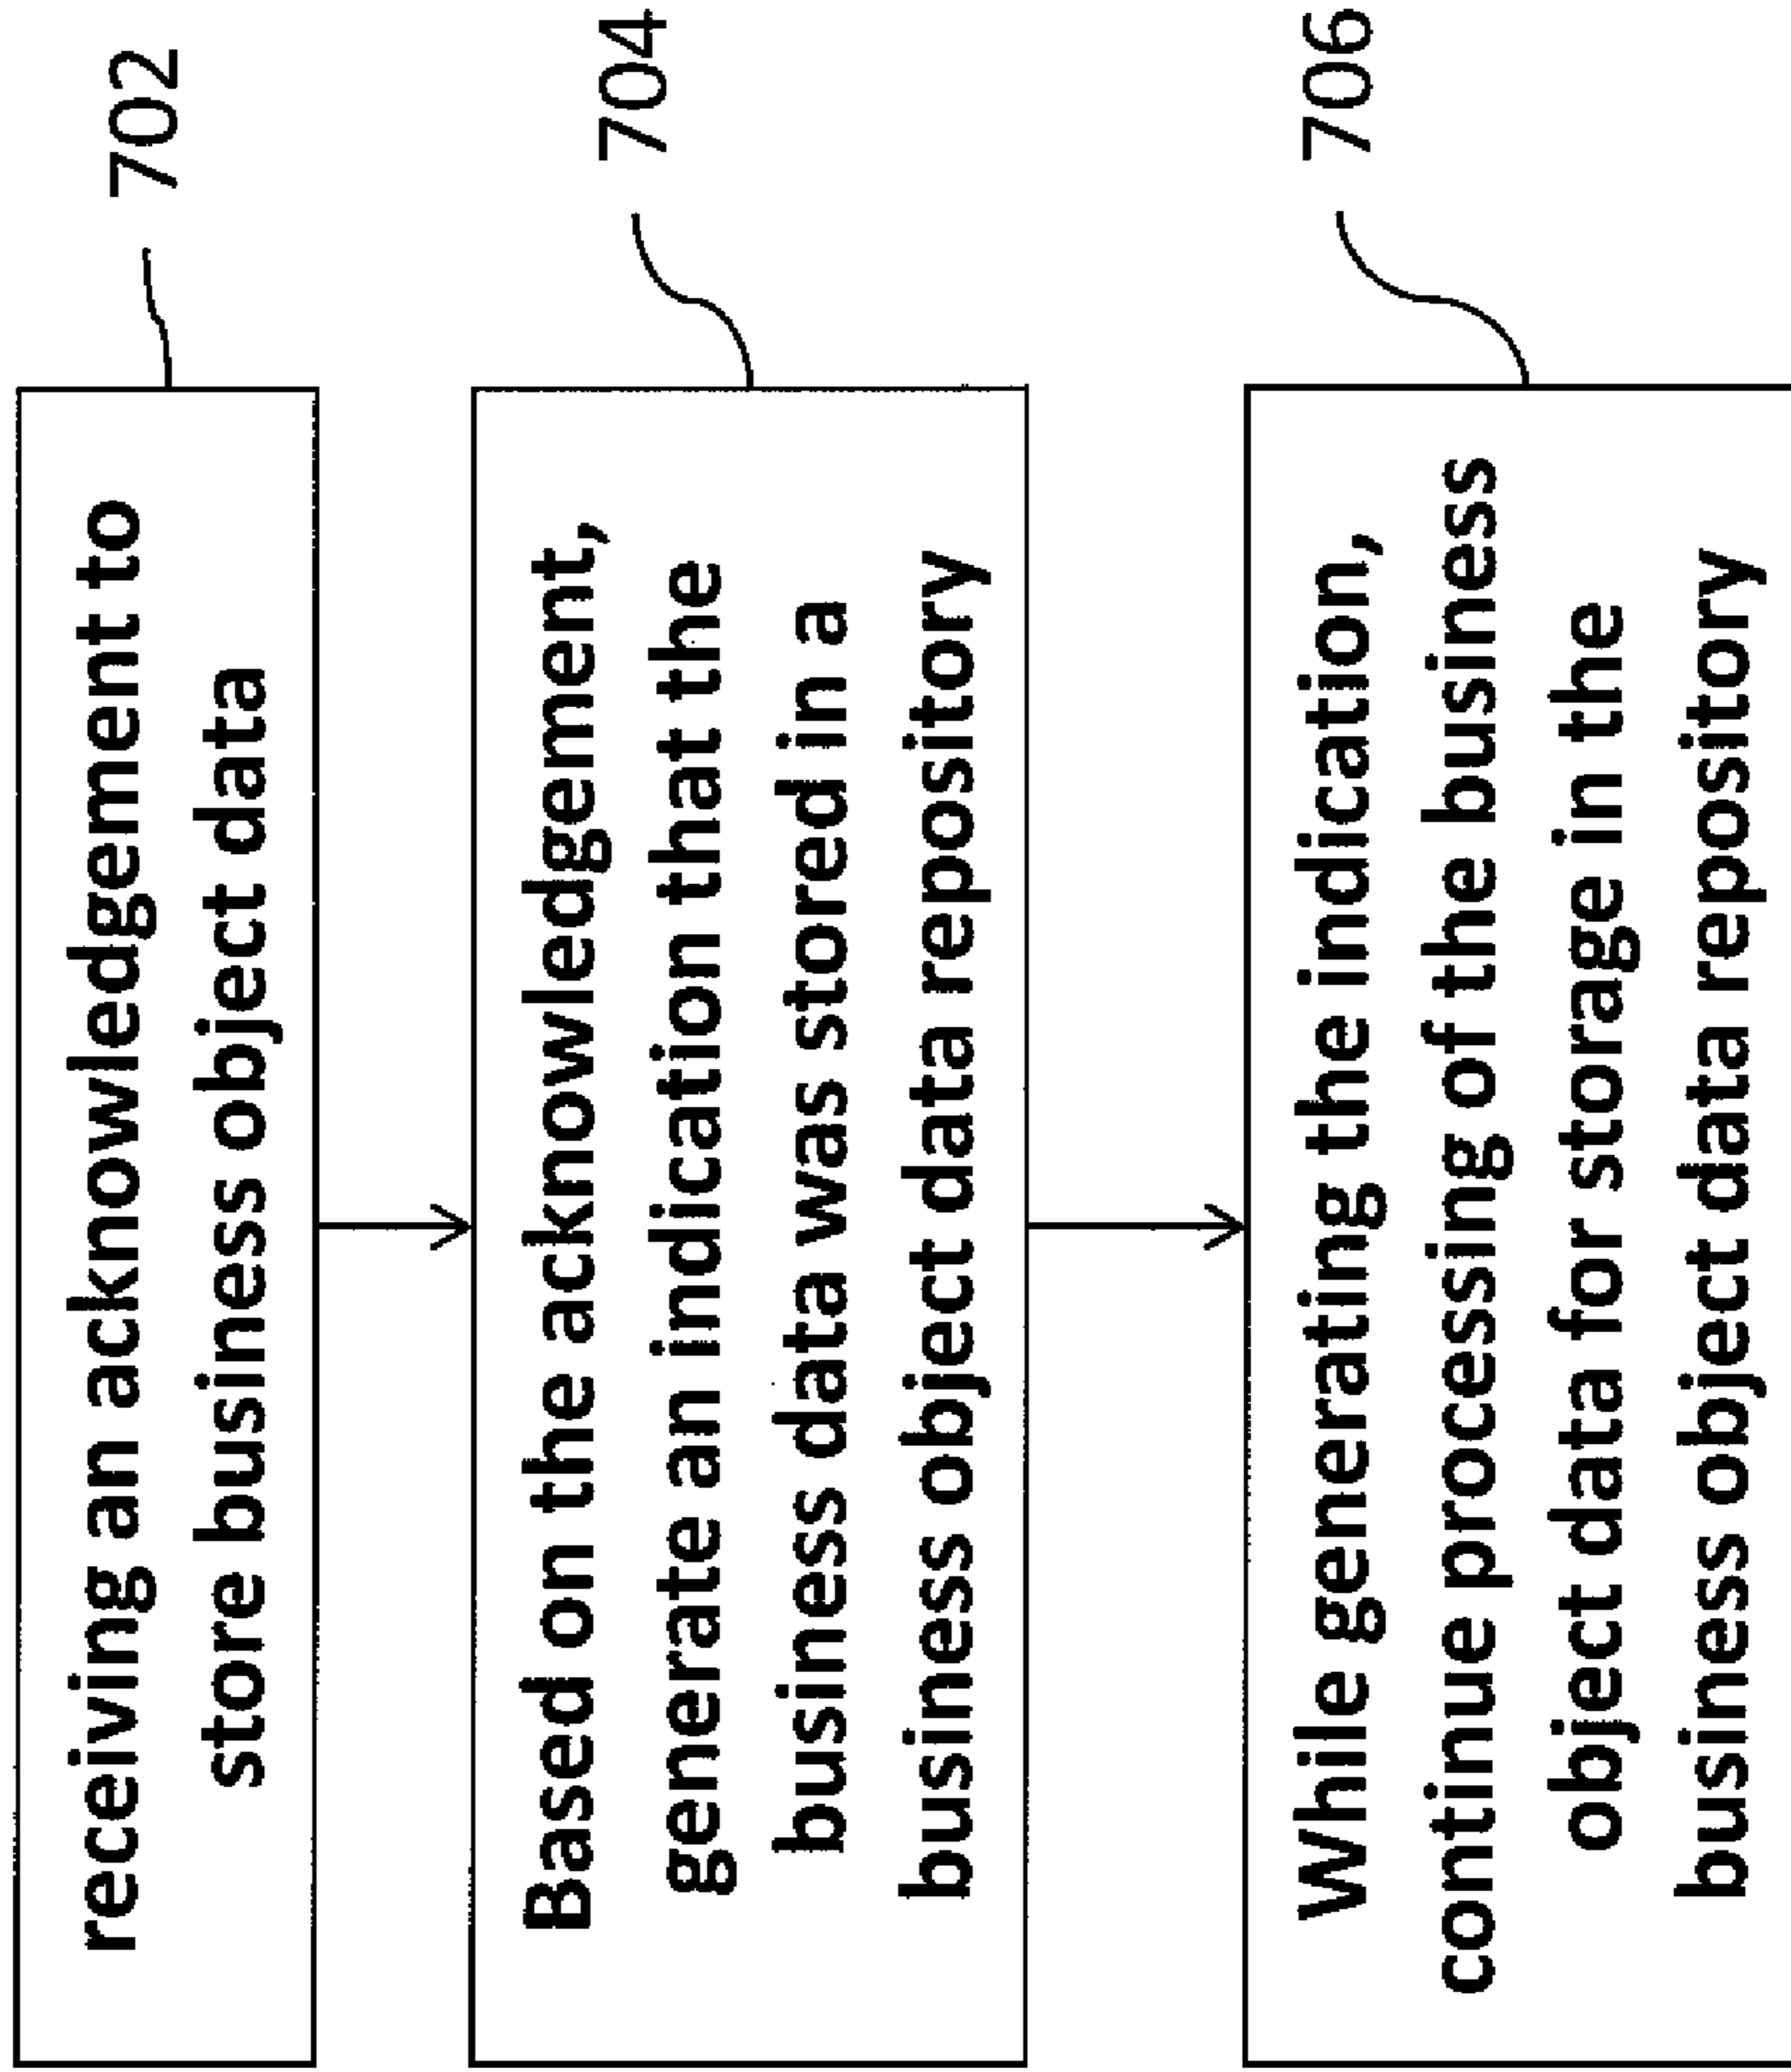 receiving an acknowledgement to
store business object data
702
Based on the acknowledgement,
generate an indication that the
business data was stored in a
business object data repository
704
While generating the indication,
continue processing of the business
object data for storage in the
business object data repository
706